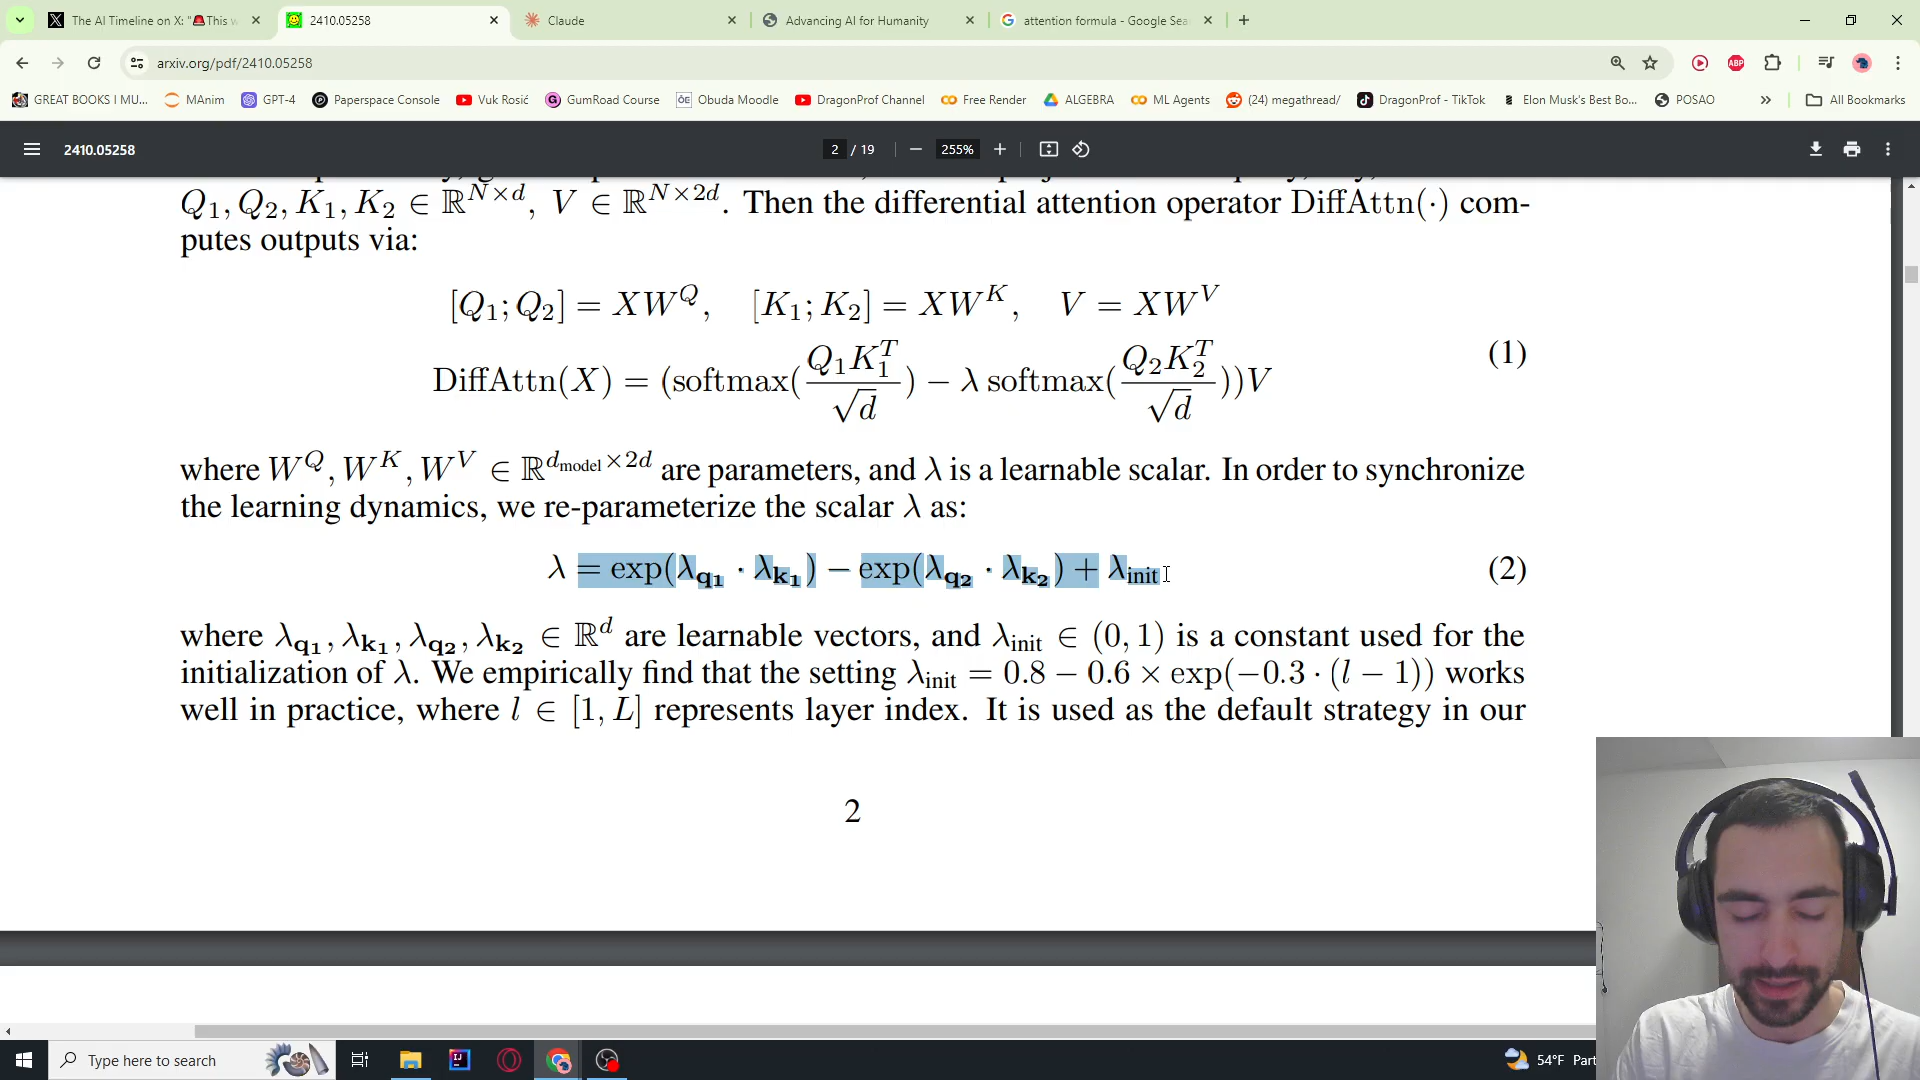 The AI Timeline on X: "🚨This w
2410.05258
Claude
Advancing AI for Humanity
attention formula - Google Sea
arxiv.org/pdf/2410.05258
GREAT BOOKS I MU...
MAnim
GPT-4
Paperspace Console
Vuk Rosić
GumRoad Course
Obuda Moodle
DragonProf Channel
Free Render
ALGEBRA
ML Agents
(24) megathread/
DragonProf - TikTok
Elon Musk's Best Bo...
POSAO
All Bookmarks
2410.05258
2 / 19
255%
Q₁, Q₂, K₁, K₂ ∈ ℝ^{N×d}, V ∈ ℝ^{N×2d}. Then the differential attention operator DiffAttn(·) com-
putes outputs via:
[Q₁; Q₂] = XW^Q, [K₁; K₂] = XW^K, V = XW^V
DiffAttn(X) = (softmax(Q₁K₁^T/√d) − λ softmax(Q₂K₂^T/√d))V (1)
where W^Q, W^K, W^V ∈ ℝ^{d_model×2d} are parameters, and λ is a learnable scalar. In order to synchronize
the learning dynamics, we re-parameterize the scalar λ as:
λ = exp(λ_{q₁} · λ_{k₁}) − exp(λ_{q₂} · λ_{k₂}) + λ_init (2)
where λ_{q₁}, λ_{k₁}, λ_{q₂}, λ_{k₂} ∈ ℝ^d are learnable vectors, and λ_init ∈ (0, 1) is a constant used for the
initialization of λ. We empirically find that the setting λ_init = 0.8 − 0.6 × exp(−0.3 · (l − 1)) works
well in practice, where l ∈ [1, L] represents layer index. It is used as the default strategy in our
2
Type here to search
54°F Part